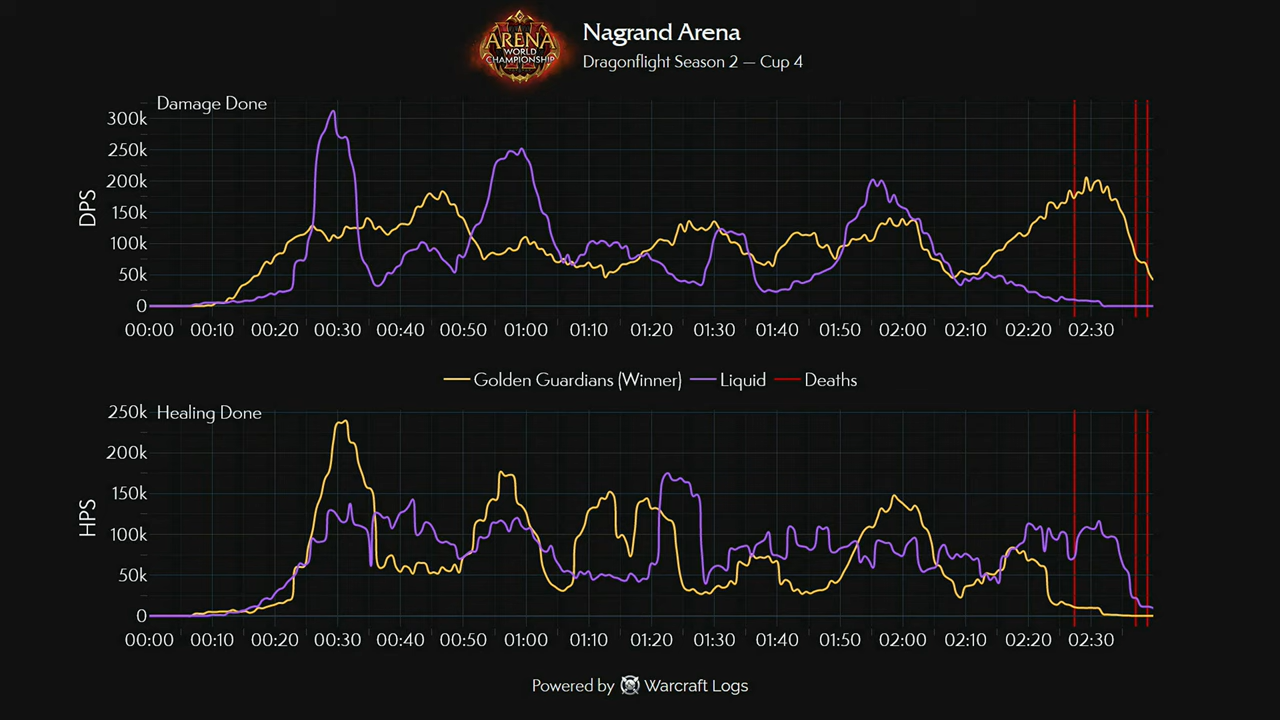 ARENA
WORLD
CHAMPIONSHIP
Nagrand Arena
Dragonflight Season 2 — Cup 4
Damage Done
DPS
300k
250k
200k
150k
100k
50k
0
00:00 00:10 00:20 00:30 00:40 00:50 01:00 01:10 01:20 01:30 01:40 01:50 02:00 02:10 02:20 02:30
Golden Guardians (Winner) Liquid Deaths
Healing Done
HPS
250k
200k
150k
100k
50k
0
00:00 00:10 00:20 00:30 00:40 00:50 01:00 01:10 01:20 01:30 01:40 01:50 02:00 02:10 02:20 02:30
Powered by Warcraft Logs